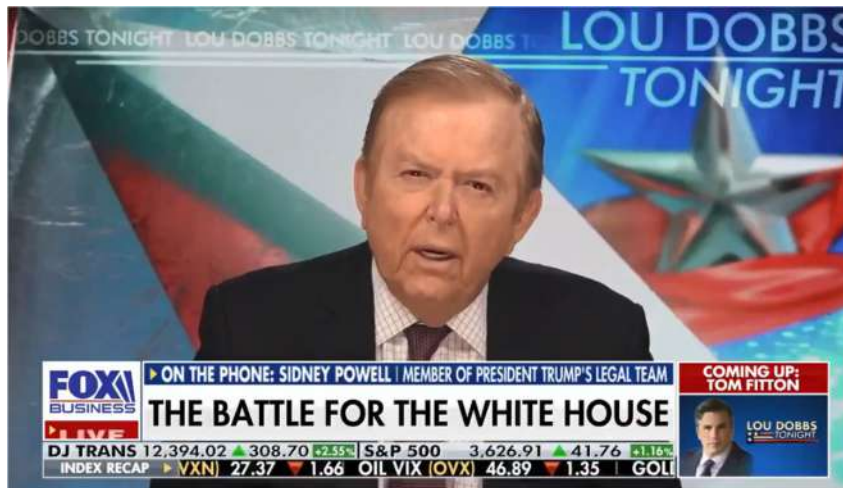 DOBBS TONIGHT LOU DOBBS TONIGHT LOU DOBBS T
LOU DOBBS
TONIGHT
FOX
BUSINESS
LIVE
ON THE PHONE: SIDNEY POWELL | MEMBER OF PRESIDENT TRUMP'S LEGAL TEAM
THE BATTLE FOR THE WHITE HOUSE
COMING UP:
TOM FITTON
LOU DOBBS
TONIGHT
DJ TRANS 12,394.02 ▲ 308.70 +2.55% S&P 500 3,626.91 ▲ 41.76 +1.16%
INDEX RECAP VXN) 27.37 ▼ 1.66 OIL VIX (OVX) 46.89 ▼ 1.35 GOL